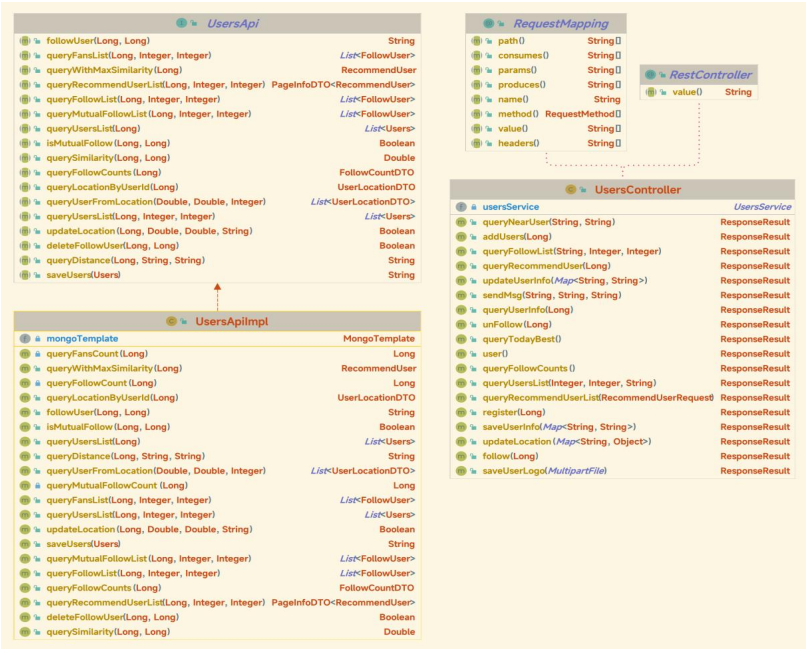 UsersApi
followUser(Long, Long) String
queryFansList(Long, Integer, Integer) List<FollowUser>
queryWithMaxSimilarity(Long) RecommendUser
queryRecommendUserList(Long, Integer, Integer) PageInfoDTO<RecommendUser>
queryFollowList(Long, Integer, Integer) List<FollowUser>
queryMutualFollowList(Long, Integer, Integer) List<FollowUser>
queryUsersList(Long) List<Users>
isMutualFollow(Long, Long) Boolean
querySimilarity(Long, Long) Double
queryFollowCounts(Long) FollowCountDTO
queryLocationByUserId(Long) UserLocationDTO
queryUserFromLocation(Double, Double, Integer) List<UserLocationDTO>
queryUsersList(Long, Integer, Integer) List<Users>
updateLocation(Long, Double, Double, String) Boolean
deleteFollowUser(Long, Long) Boolean
queryDistance(Long, String, String) String
saveUsers(Users) String
UsersApiImpl
mongoTemplate MongoTemplate
queryFansCount(Long) Long
queryWithMaxSimilarity(Long) RecommendUser
queryFollowCount(Long) Long
queryLocationByUserId(Long) UserLocationDTO
followUser(Long, Long) String
isMutualFollow(Long, Long) Boolean
queryUsersList(Long) List<Users>
queryDistance(Long, String, String) String
queryUserFromLocation(Double, Double, Integer) List<UserLocationDTO>
queryMutualFollowCount(Long) Long
queryFansList(Long, Integer, Integer) List<FollowUser>
queryUsersList(Long, Integer, Integer) List<Users>
updateLocation(Long, Double, Double, String) Boolean
saveUsers(Users) String
queryMutualFollowList(Long, Integer, Integer) List<FollowUser>
queryFollowList(Long, Integer, Integer) List<FollowUser>
queryFollowCounts(Long) FollowCountDTO
queryRecommendUserList(Long, Integer, Integer) PageInfoDTO<RecommendUser>
deleteFollowUser(Long, Long) Boolean
querySimilarity(Long, Long) Double
RequestMapping
path() String[]
consumes() String[]
params() String[]
produces() String[]
name() String
method() RequestMethod[]
value() String[]
headers() String[]
RestController
value() String
UsersController
usersService UsersService
queryNearUser(String, String) ResponseResult
addUsers(Long) ResponseResult
queryFollowList(String, Integer, Integer) ResponseResult
queryRecommendUser(Long) ResponseResult
updateUserInfo(Map<String, String>) ResponseResult
sendMsg(String, String, String) ResponseResult
queryUserInfo(Long) ResponseResult
unFollow(Long) ResponseResult
queryTodayBest() ResponseResult
user() ResponseResult
queryFollowCounts() ResponseResult
queryUsersList(Integer, Integer, String) ResponseResult
queryRecommendUserList(RecommendUserRequest) ResponseResult
register(Long) ResponseResult
saveUserInfo(Map<String, String>) ResponseResult
updateLocation(Map<String, Object>) ResponseResult
follow(Long) ResponseResult
saveUserLogo(MultipartFile) ResponseResult